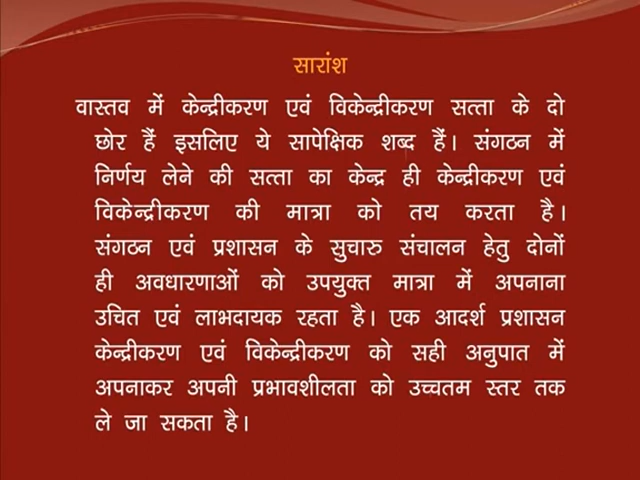 सारांश
वास्तव में केन्द्रीकरण एवं विकेन्द्रीकरण सत्ता के दो
छोर हैं इसलिए ये सापेक्षिक शब्द हैं। संगठन में
निर्णय लेने की सत्ता का केन्द्र ही केन्द्रीकरण एवं
विकेन्द्रीकरण की मात्रा को तय करता है।
संगठन एवं प्रशासन के सुचारु संचालन हेतु दोनों
ही अवधारणाओं को उपयुक्त मात्रा में अपनाना
उचित एवं लाभदायक रहता है। एक आदर्श प्रशासन
केन्द्रीकरण एवं विकेन्द्रीकरण को सही अनुपात में
अपनाकर अपनी प्रभावशीलता को उच्चतम स्तर तक
ले जा सकता है।